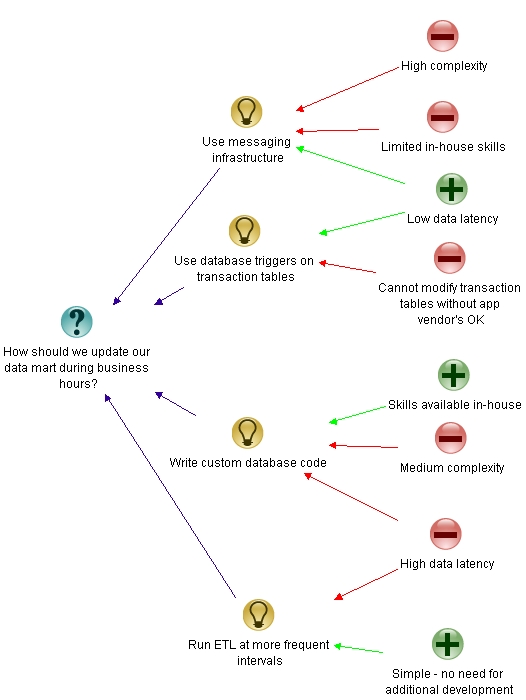 High complexity
Use messaging
infrastructure
Limited in-house skills
Low data latency
Use database triggers on
transaction tables
Cannot modify transaction
tables without app
vendor's OK
?
How should we update our
data mart during business
hours?
Skills available in-house
Write custom database code
Medium complexity
High data latency
Run ETL at more frequent
intervals
Simple - no need for
additional development.